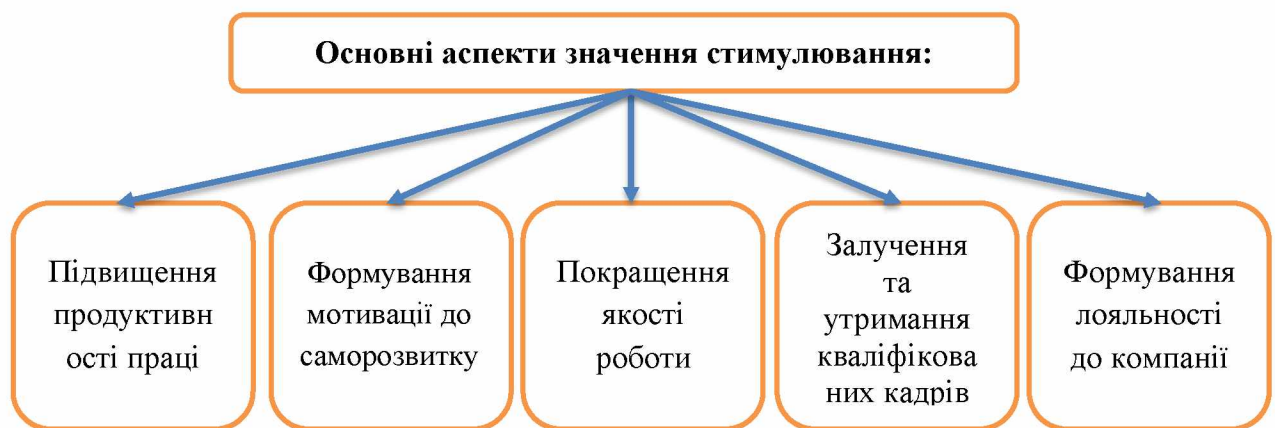 Основні аспекти значення стимулювання:
Підвищення
продуктивн
ості праці
Формування
мотивації до
саморозвитку
Покращення
якості
роботи
Залучення
та
утримання
кваліфікова
них кадрів
Формування
лояльності
до компанії